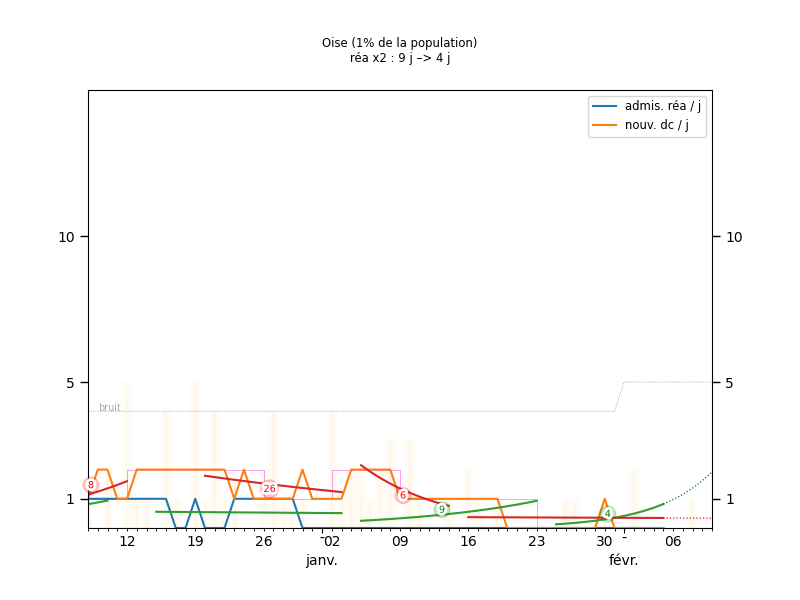 Oise (1% de la population)
réa x2 : 9 j –> 4 j
admis. réa / j
nouv. dc / j
10 10
5 5
bruit
8 26 6 9 4
1 1
12 19 26 02 09 16 23 30 06
janv. févr.